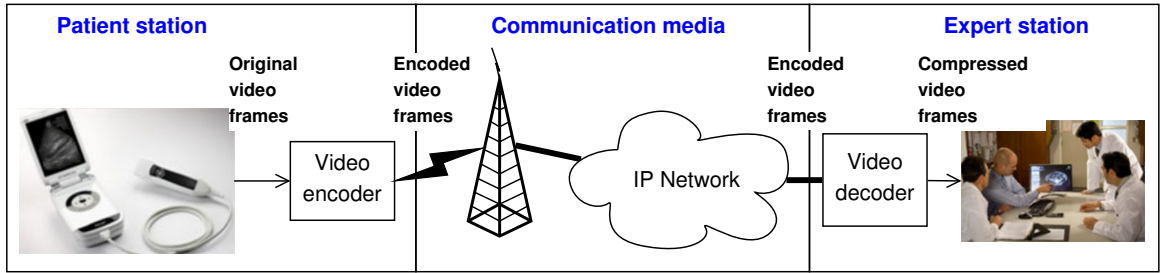 Patient station
Communication media
Expert station
Original
video
frames
Encoded
video
frames
Encoded
video
frames
Compressed
video
frames
Video
encoder
IP Network
Video
decoder